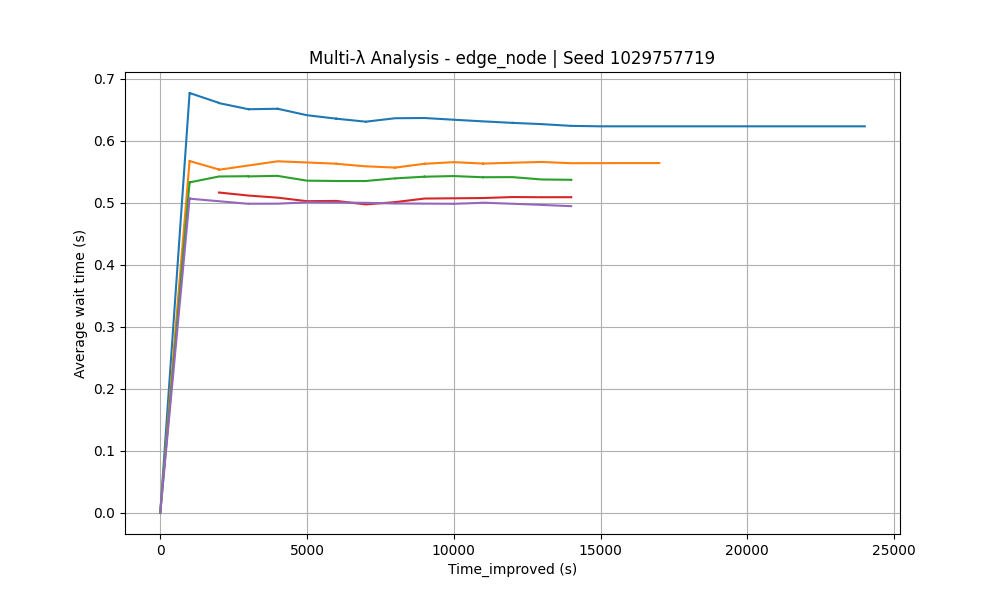 Multi-λ Analysis - edge_node | Seed 1029757719
Average wait time (s)
0.7
0.6
0.5
0.4
0.3
0.2
0.1
0.0
0 5000 10000 15000 20000 25000
Time_improved (s)